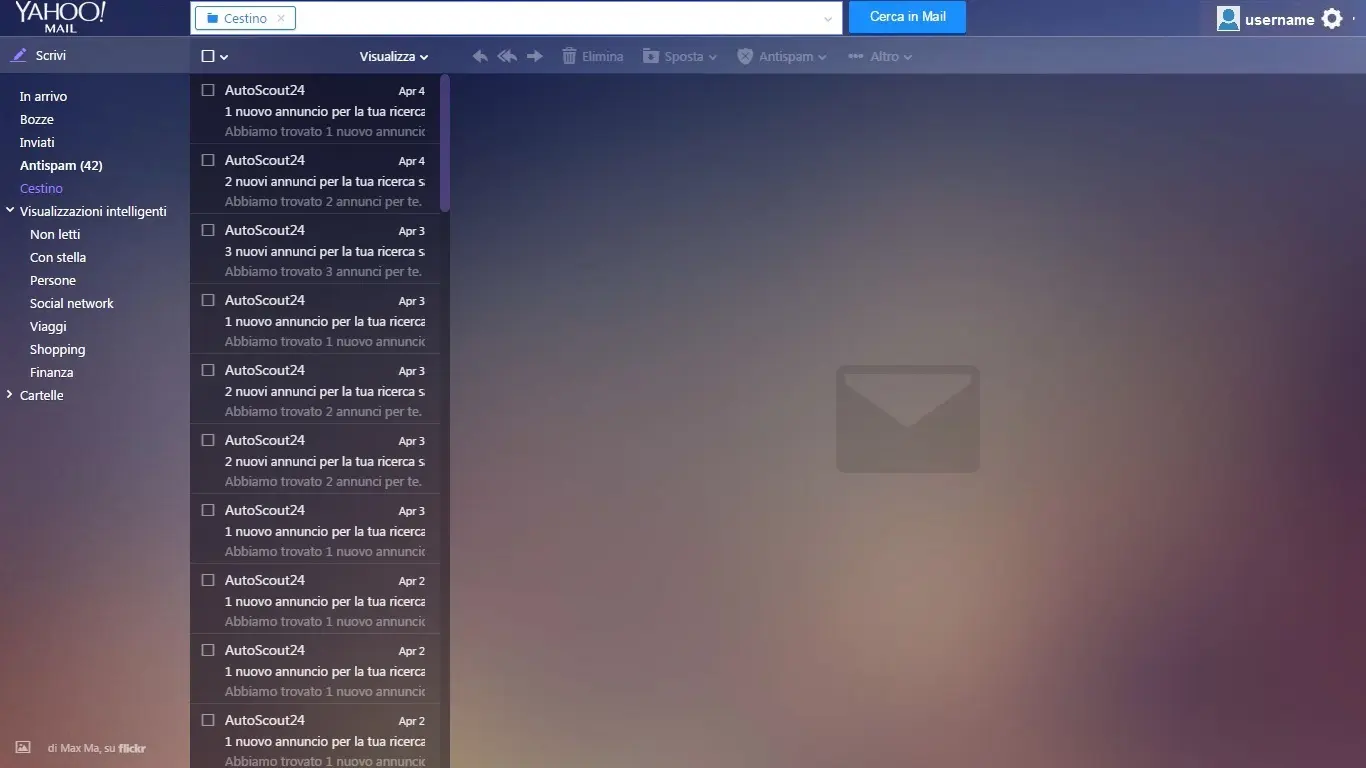 YAHOO!
MAIL
Cestino
Cerca in Mail
username
Scrivi
Visualizza
Elimina
Sposta
Antispam
Altro
In arrivo
Bozze
Inviati
Antispam (42)
Cestino
Visualizzazioni intelligenti
Non letti
Con stella
Persone
Social network
Viaggi
Shopping
Finanza
Cartelle
AutoScout24 Apr 4
1 nuovo annuncio per la tua ricerca
Abbiamo trovato 1 nuovo annuncio
AutoScout24 Apr 4
2 nuovi annunci per la tua ricerca sa
Abbiamo trovato 2 annunci per te.
AutoScout24 Apr 3
3 nuovi annunci per la tua ricerca sa
Abbiamo trovato 3 annunci per te.
AutoScout24 Apr 3
1 nuovo annuncio per la tua ricerca
Abbiamo trovato 1 nuovo annuncio
AutoScout24 Apr 3
2 nuovi annunci per la tua ricerca sa
Abbiamo trovato 2 annunci per te.
AutoScout24 Apr 3
2 nuovi annunci per la tua ricerca sa
Abbiamo trovato 2 annunci per te.
AutoScout24 Apr 3
1 nuovo annuncio per la tua ricerca
Abbiamo trovato 1 nuovo annuncio
AutoScout24 Apr 2
1 nuovo annuncio per la tua ricerca
Abbiamo trovato 1 nuovo annuncio
AutoScout24 Apr 2
1 nuovo annuncio per la tua ricerca
Abbiamo trovato 1 nuovo annuncio
AutoScout24 Apr 2
1 nuovo annuncio per la tua ricerca
Abbiamo trovato 1 nuovo annuncio
di Max Ma, su flickr